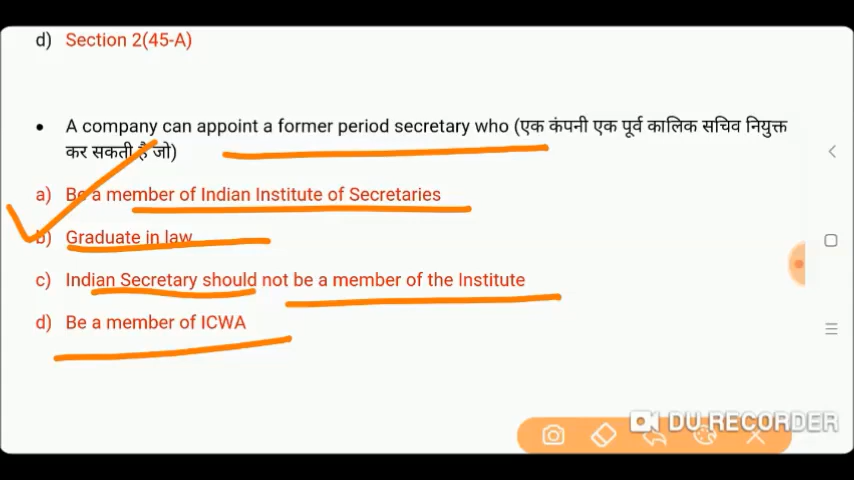 d) Section 2(45-A)
• A company can appoint a former period secretary who (एक कंपनी एक पूर्व कालिक सचिव नियुक्त
कर सकती है जो)
a) Be a member of Indian Institute of Secretaries
b) Graduate in law
c) Indian Secretary should not be a member of the Institute
d) Be a member of ICWA
DU RECORDER